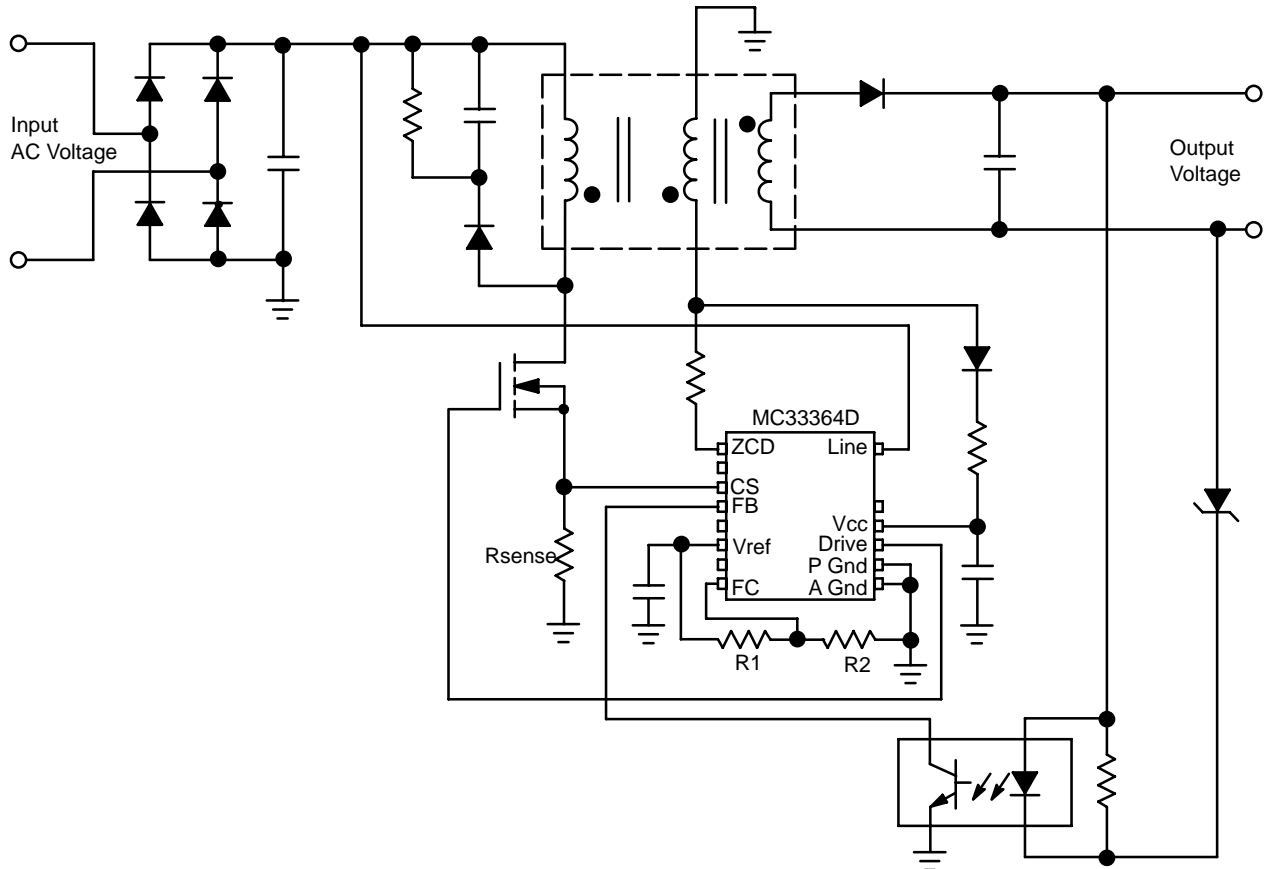 Input
AC Voltage
Output
Voltage
MC33364D
ZCD
Line
CS
FB
Vcc
Vref
Drive
Rsense
P Gnd
FC
A Gnd
R1
R2